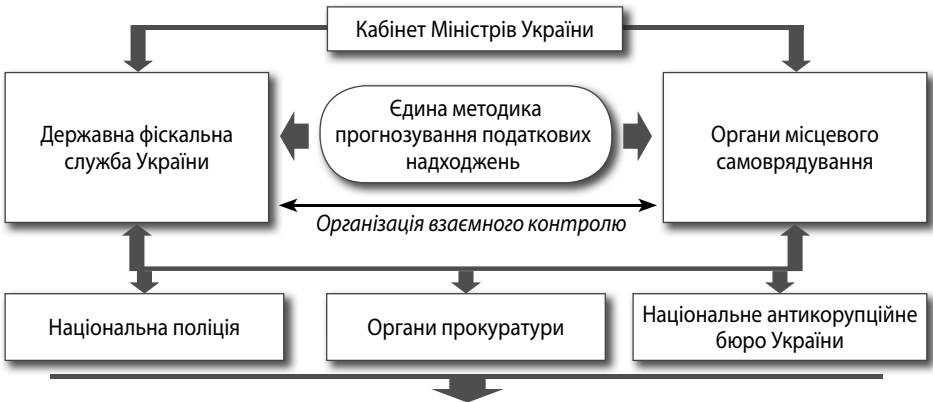 Кабінет Міністрів України
Державна фіскальна
служба України
Єдина методика
прогнозування податкових
надходжень
Органи місцевого
самоврядування
Організація взаємного контролю
Національна поліція
Органи прокуратури
Національне антикорупційне
бюро України